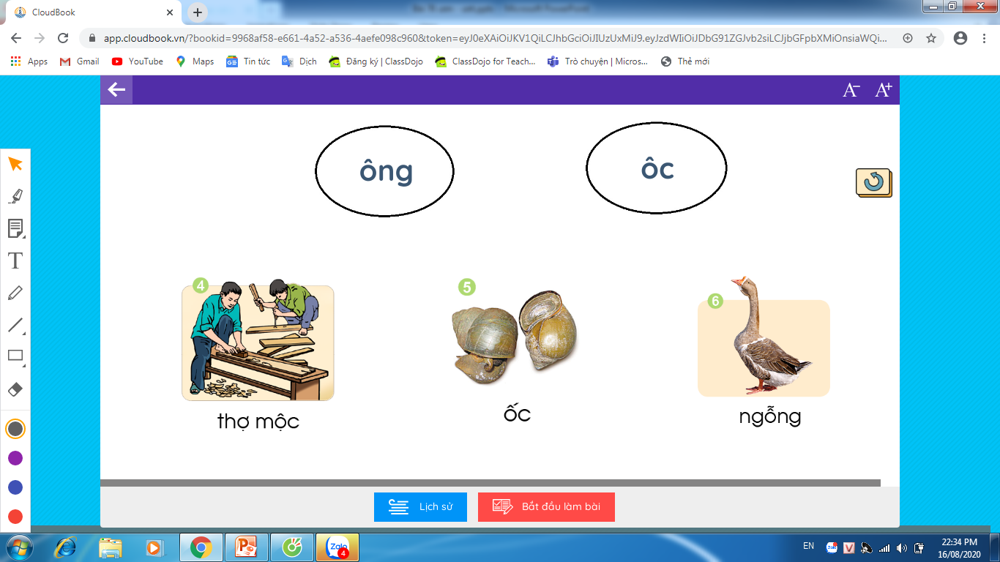 CloudBook
app.cloudbook.vn/?bookid=9968af58-e661-4a52-a536-4aefe098c960&token=eyJ0eXAiOiJKV1QiLCJhbGciOiJIUzUxMiJ9.eyJzdWIiOiJDbG91ZGJvb2siLCJjbGFpbXMiOnsiaWQi...
Apps Gmail YouTube Maps Tin tức Dịch Đăng ký | ClassDojo ClassDojo for Teach... Trò chuyện | Micros... Thẻ mới
A- A+
ông ôc
4 5 6
thợ mộc ốc ngỗng
T
Lịch sử Bắt đầu làm bài
Zalo 4
EN
22:34 PM
16/08/2020